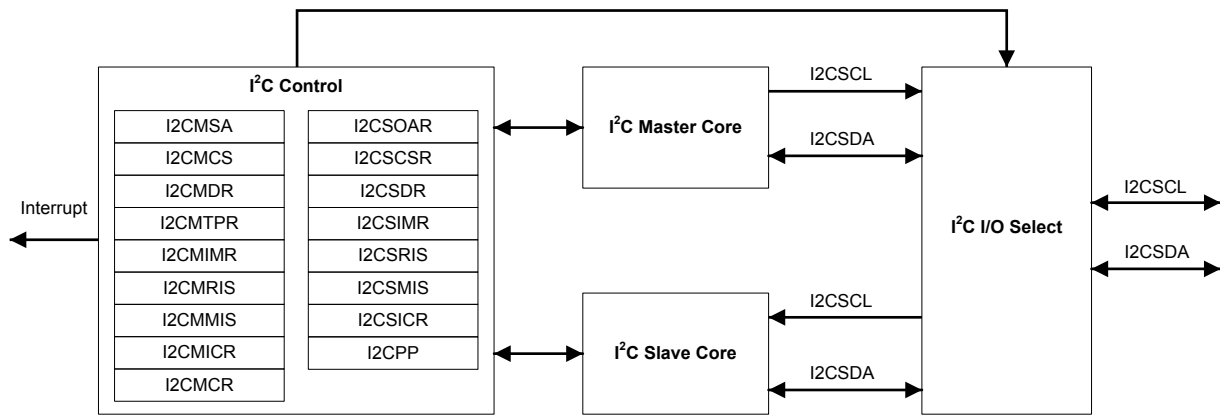 I²C Control
I2CMSA
I2CMCS
I2CMDR
I2CMTPR
I2CMIMR
I2CMRIS
I2CMMIS
I2CMICR
I2CMCR
I2CSOAR
I2CSCSR
I2CSDR
I2CSIMR
I2CSRIS
I2CSMIS
I2CSICR
I2CPP
Interrupt
I²C Master Core
I2CSCL
I2CSDA
I²C Slave Core
I2CSCL
I2CSDA
I²C I/O Select
I2CSCL
I2CSDA